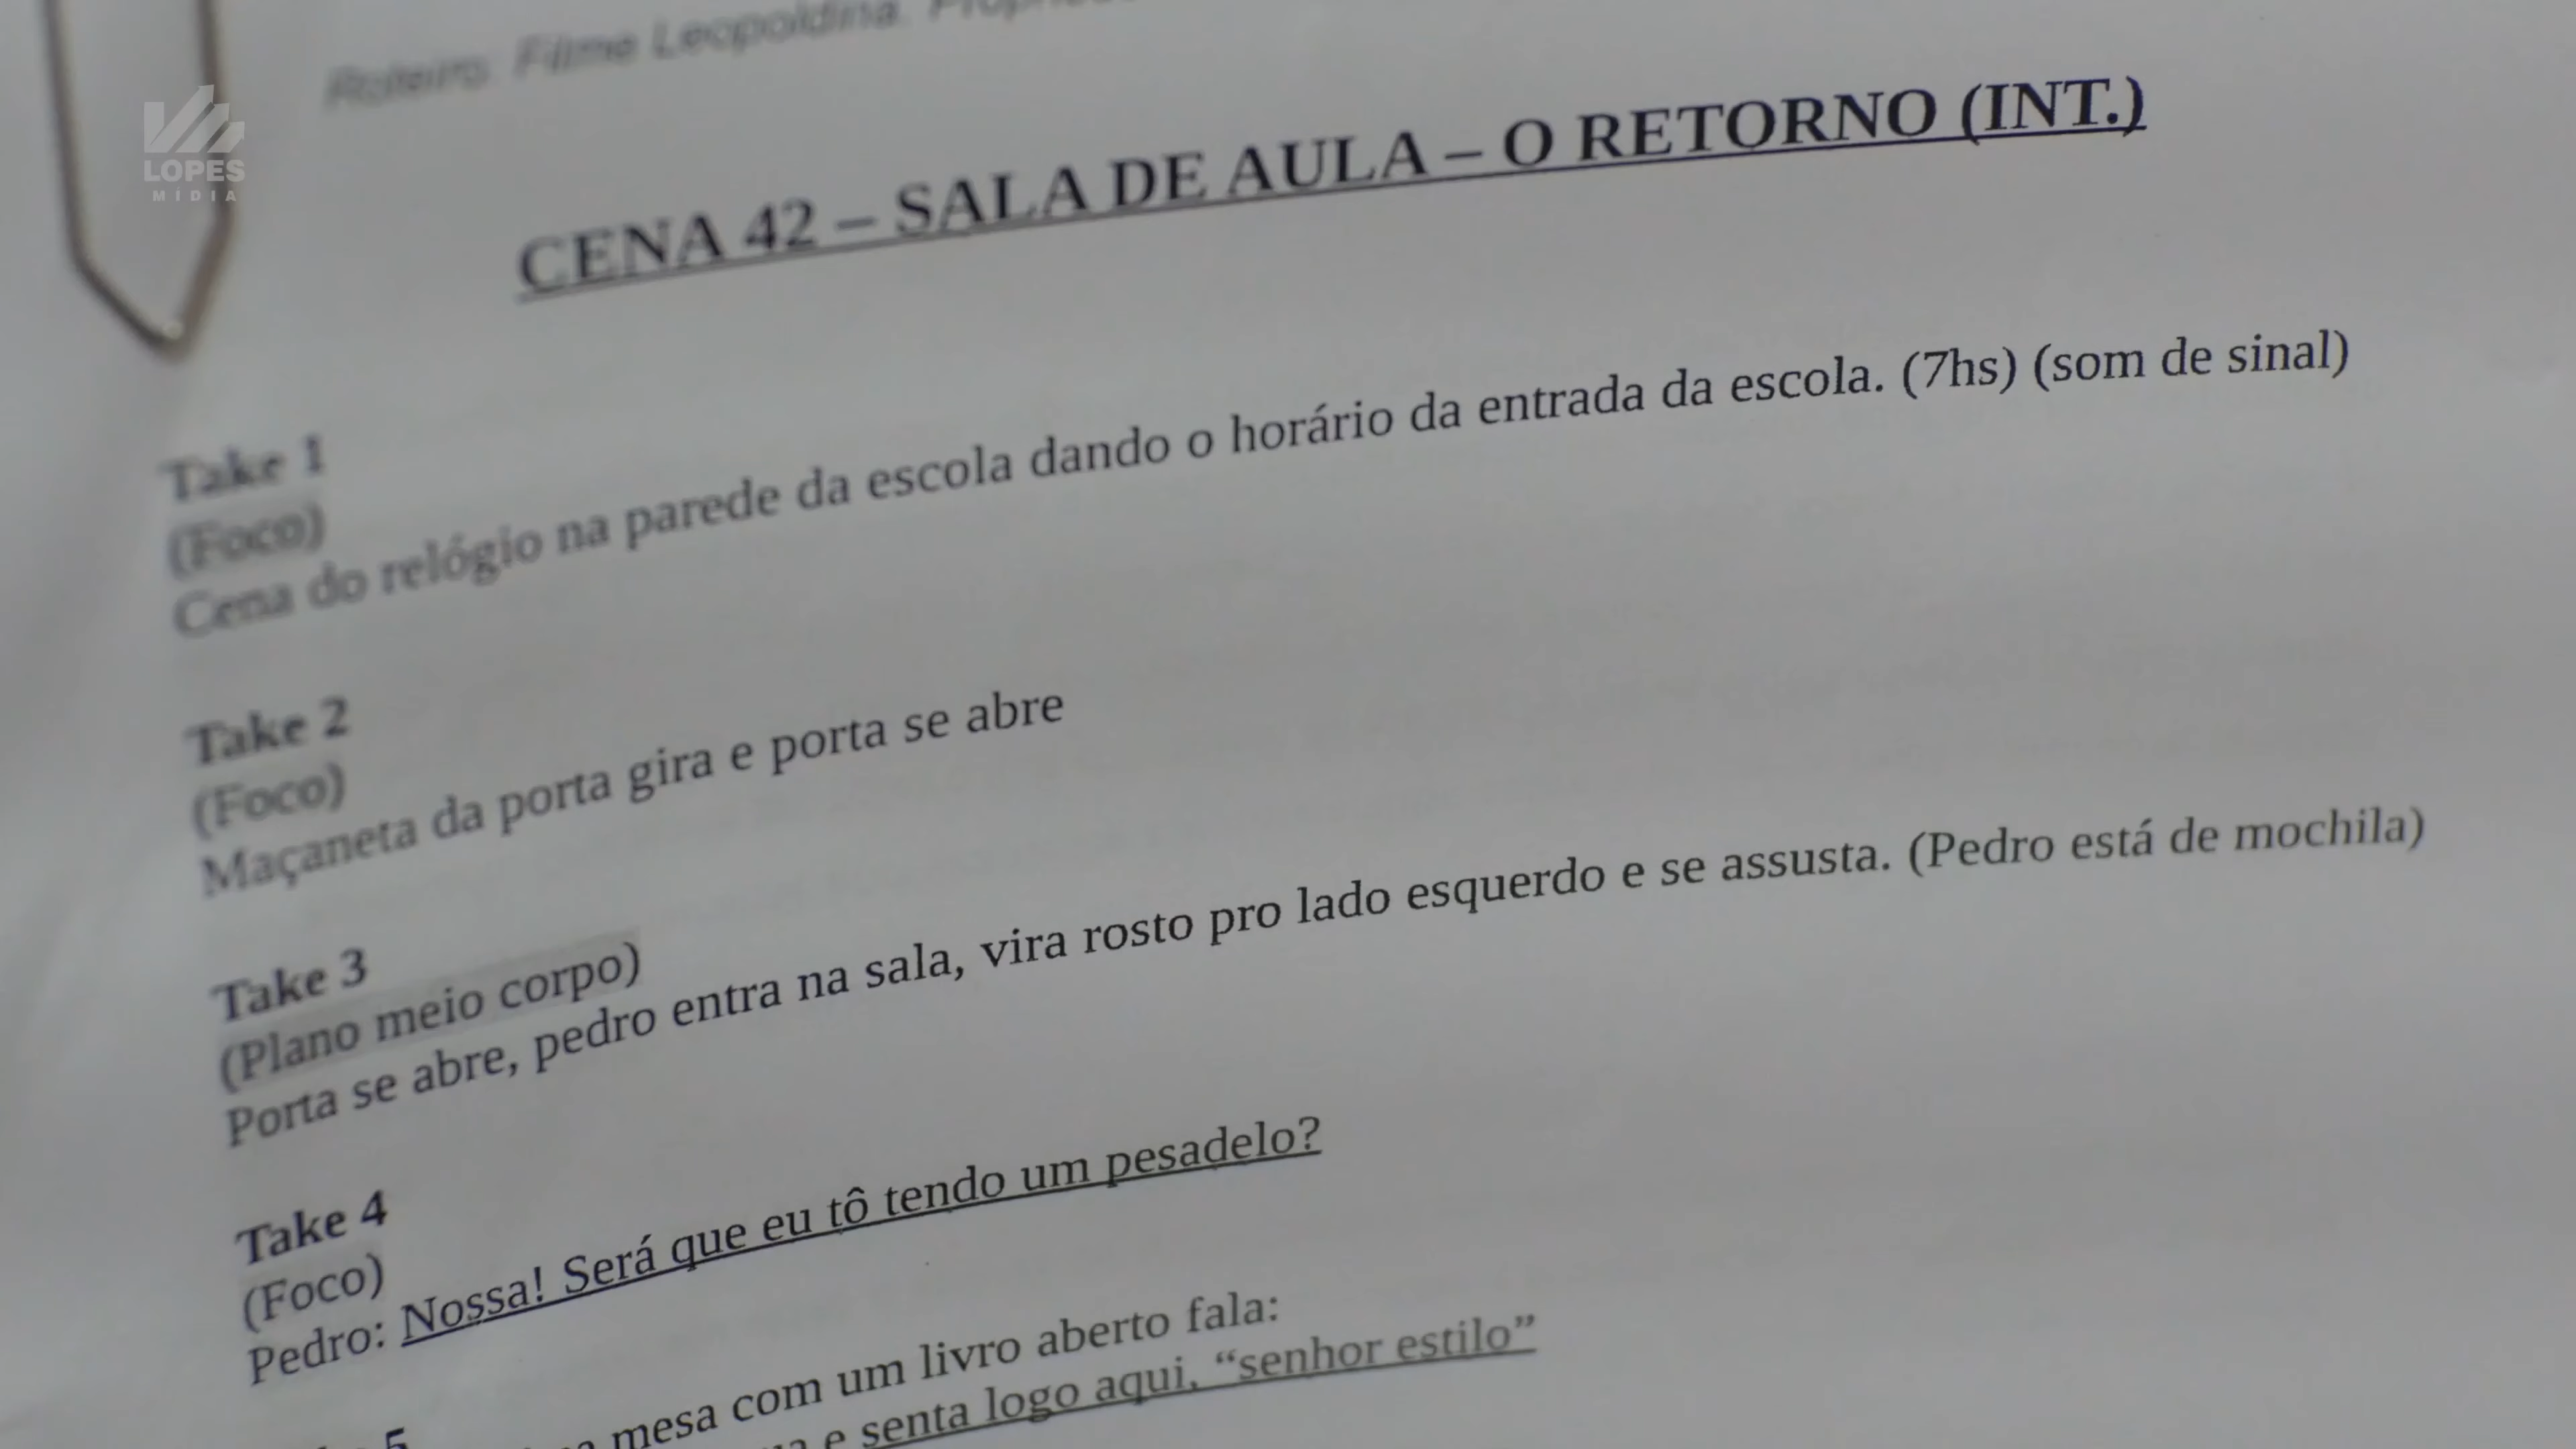 Roteiro. Filme Leopoldina.
LOPES
MÍDIA
CENA 42 – SALA DE AULA – O RETORNO (INT.)
Take 1
(Foco)
Cena do relógio na parede da escola dando o horário da entrada da escola. (7hs) (som de sinal)
Take 2
(Foco)
Maçaneta da porta gira e porta se abre
Take 3
(Plano meio corpo)
Porta se abre, pedro entra na sala, vira rosto pro lado esquerdo e se assusta. (Pedro está de mochila)
Take 4
(Foco)
Pedro: Nossa! Será que eu tô tendo um pesadelo?
5
mesa com um livro aberto fala:
e senta logo aqui, “senhor estilo”